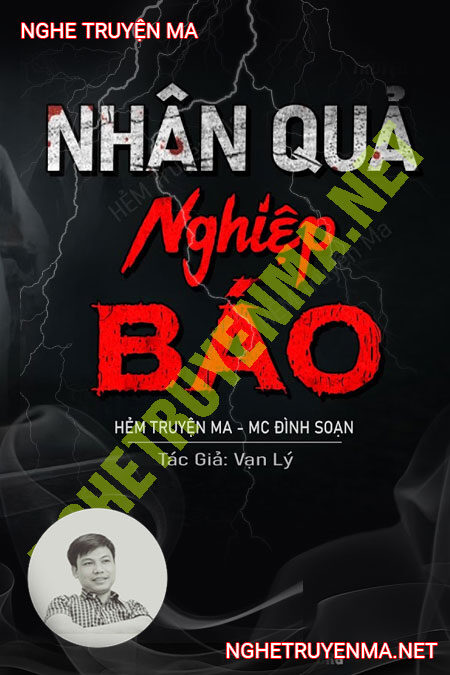 NGHE TRUYỆN MA
NHÂN QUẢ
Nghiệp
BÁO
HẺM TRUYỆN MA - MC ĐÌNH SOẠN
Tác Giả: Vạn Lý
NGHETRUYENMA.NET
NGHETRUYENMA.NET